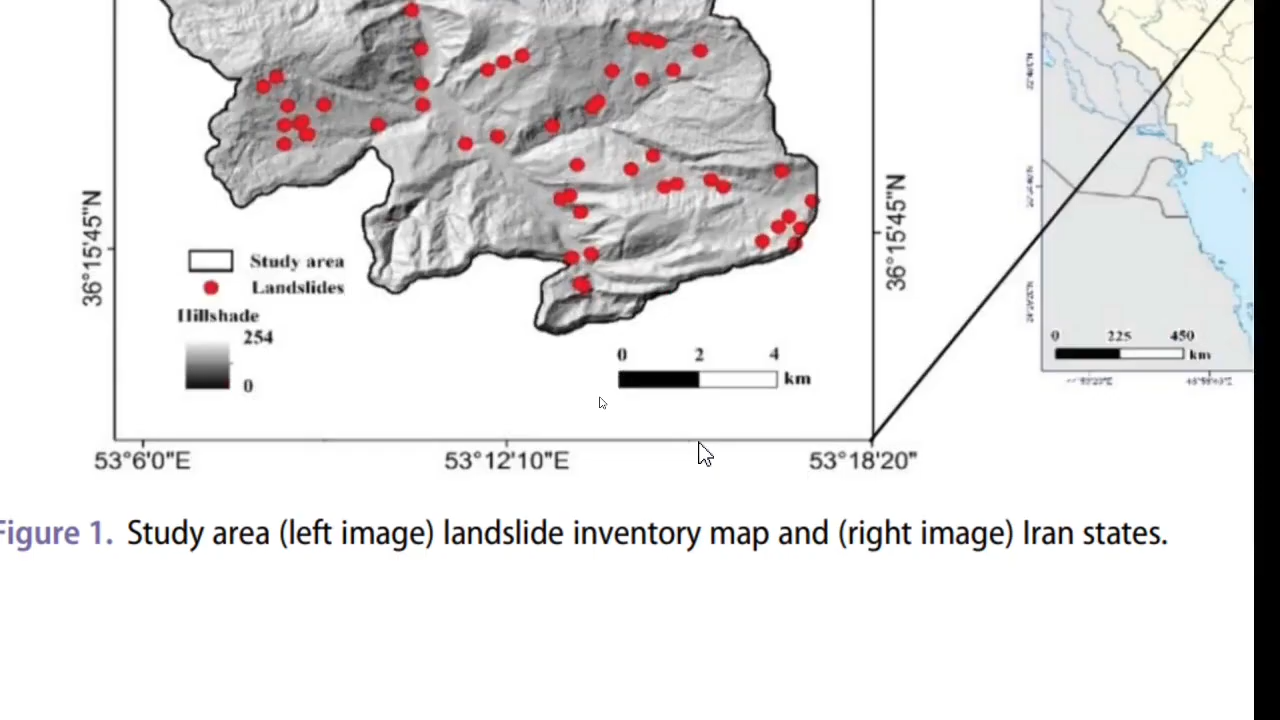 36°15'45"N
Study area
Landslides
Hillshade
254
0
0 2 4
km
36°15'45"N
53°6'0"E 53°12'10"E 53°18'20"
0 225 450
km
Figure 1. Study area (left image) landslide inventory map and (right image) Iran states.